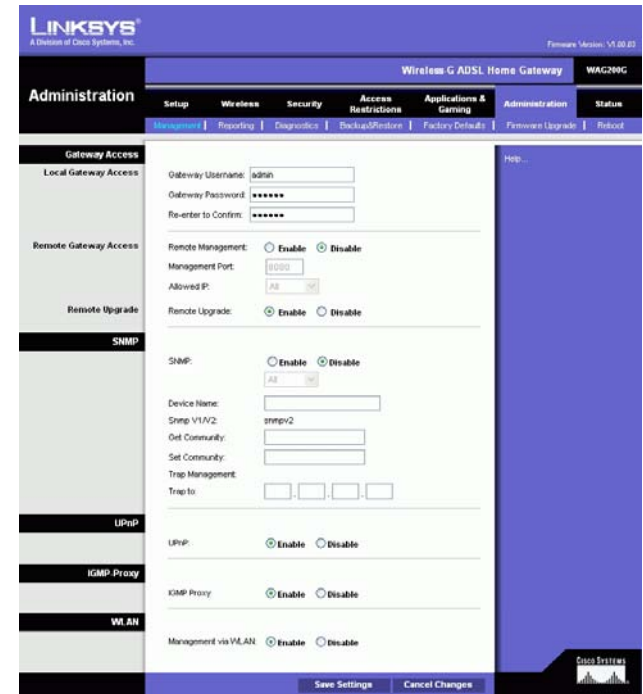 LINKSYS®
A Division of Cisco Systems, Inc.
Firmware Version: V1.00.03
Wireless-G ADSL Home Gateway WAG200G
Administration
Setup Wireless Security Access Restrictions Applications & Gaming Administration Status
Management | Reporting | Diagnostics | Backup&Restore | Factory Defaults | Firmware Upgrade | Reboot
Gateway Access
Help...
Local Gateway Access
Gateway Username: admin
Gateway Password: ●●●●●●
Re-enter to Confirm: ●●●●●●
Remote Gateway Access
Remote Management: Enable Disable
Management Port: 8080
Allowed IP: All
Remote Upgrade
Remote Upgrade: Enable Disable
SNMP
SNMP: Enable Disable
All
Device Name:
Snmp V1/V2: snmpv2
Get Community:
Set Community:
Trap Management:
Trap to: . . .
UPnP
UPnP: Enable Disable
IGMP-Proxy
IGMP Proxy Enable Disable
WLAN
Management via WLAN: Enable Disable
Save Settings Cancel Changes
CISCO SYSTEMS